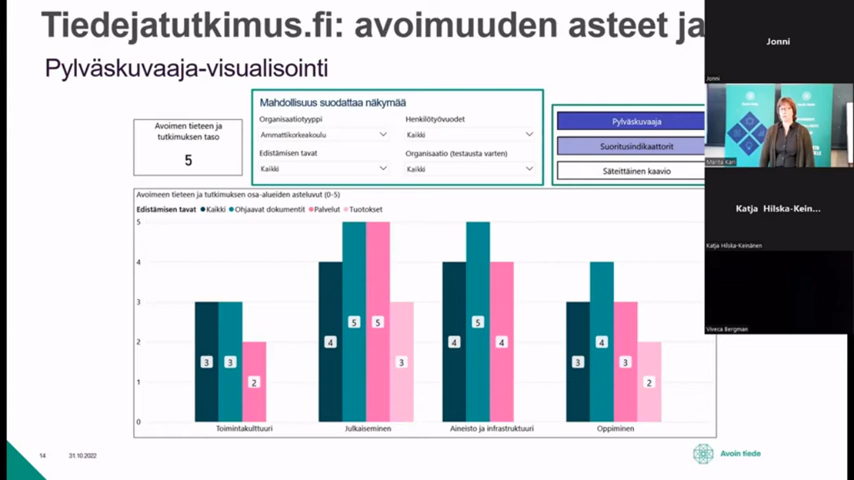 Tiedejatutkimus.fi: avoimuuden asteet ja
Pylväskuvaaja-visualisointi
Avoimen tieteen ja
tutkimuksen taso
5
Mahdollisuus suodattaa näkymää
Organisaatiotyyppi
Henkilötyövuodet
Ammattikorkeakoulu
Kaikki
Edistämisen tavat
Organisaatio (testausta varten)
Kaikki
Kaikki
Pylväskuvaaja
Suoritusindikaattorit
Säteittäinen kaavio
Avoimeen tieteen ja tutkimuksen osa-alueiden asteluvut (0-5)
Edistämisen tavat Kaikki Ohjaavat dokumentit Palvelut Tuotokset
5
4
3
2
1
0
3 3 2
4 5 5 3
4 5 4
3 4 3 2
Toimintakulttuuri Julkaiseminen Aineisto ja infrastruktuuri Oppiminen
14 31.10.2022
Avoin tiede
Jonni
Jonni
Marita Kari
Katja Hilska-Kein...
Katja Hilska-Keinänen
Viveca Bergman